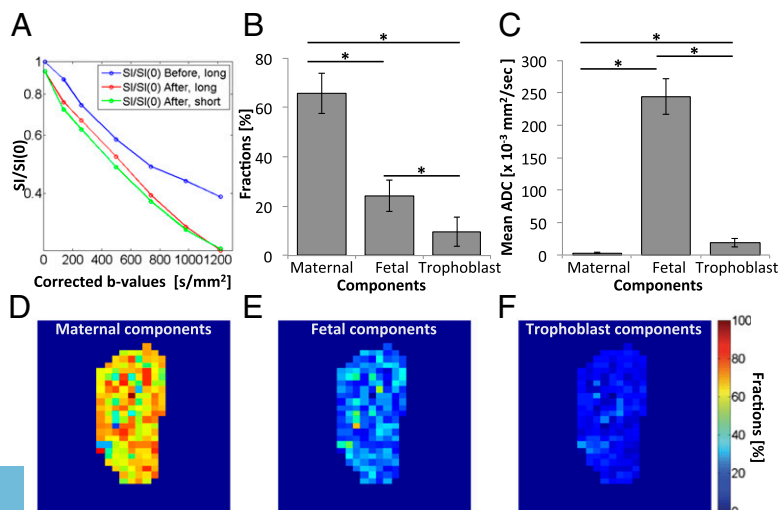 A
SI/SI(0) Before, long
SI/SI(0) After, long
SI/SI(0) After, short
1.0
0.8
0.6
0.4
SI/SI(0)
0 200 400 600 800 1000 1200
Corrected b-values [s/mm²]
B
*
*
*
80
60
40
20
0
Fractions [%]
Maternal Fetal Trophoblast
Components
C
*
*
*
300
250
200
150
100
50
0
Mean ADC [x 10⁻³ mm²/sec]
Maternal Fetal Trophoblast
Components
D
Maternal components
E
Fetal components
F
Trophoblast components
100
80
60
40
20
0
Fractions [%]